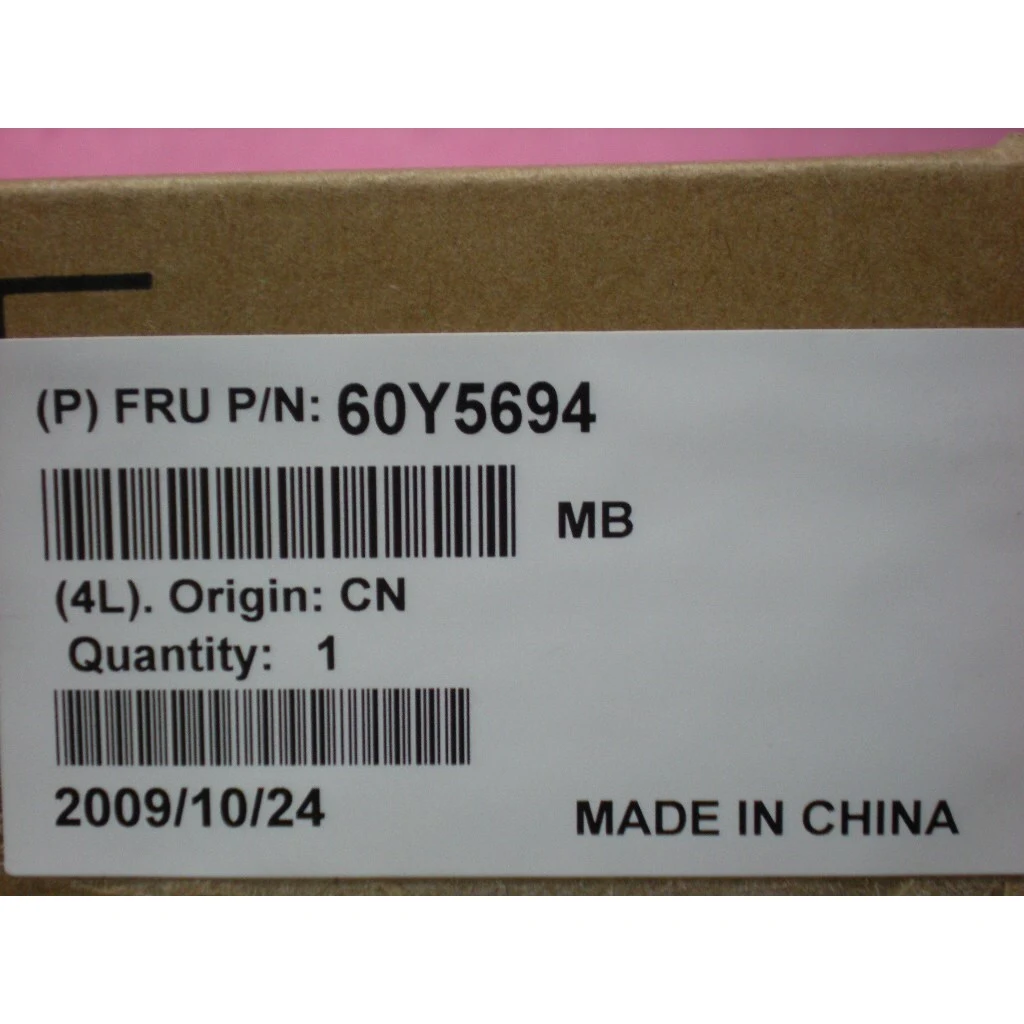 (P) FRU P/N: 60Y5694
MB
(4L). Origin: CN
Quantity: 1
2009/10/24
MADE IN CHINA